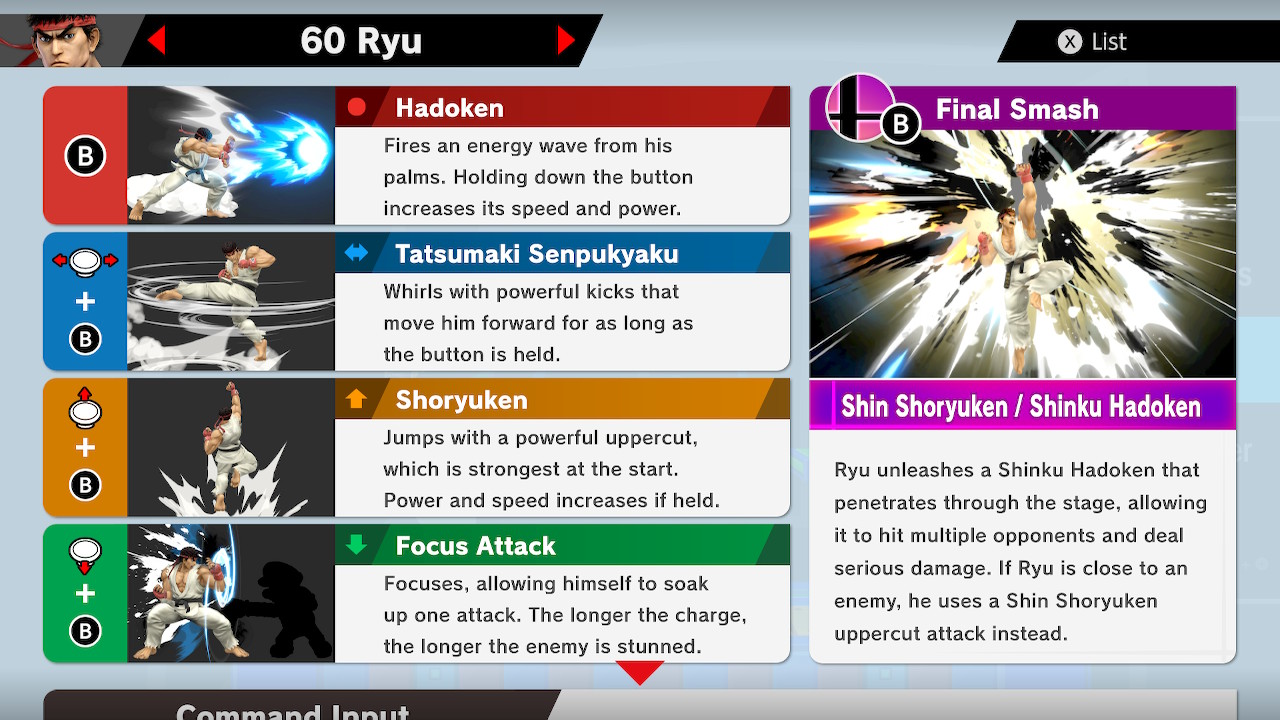 60 Ryu
X List
B
Hadoken
Fires an energy wave from his
palms. Holding down the button
increases its speed and power.
+
B
Tatsumaki Senpukyaku
Whirls with powerful kicks that
move him forward for as long as
the button is held.
+
B
Shoryuken
Jumps with a powerful uppercut,
which is strongest at the start.
Power and speed increases if held.
+
B
Focus Attack
Focuses, allowing himself to soak
up one attack. The longer the charge,
the longer the enemy is stunned.
B
Final Smash
Shin Shoryuken / Shinku Hadoken
Ryu unleashes a Shinku Hadoken that
penetrates through the stage, allowing
it to hit multiple opponents and deal
serious damage. If Ryu is close to an
enemy, he uses a Shin Shoryuken
uppercut attack instead.
Command Input